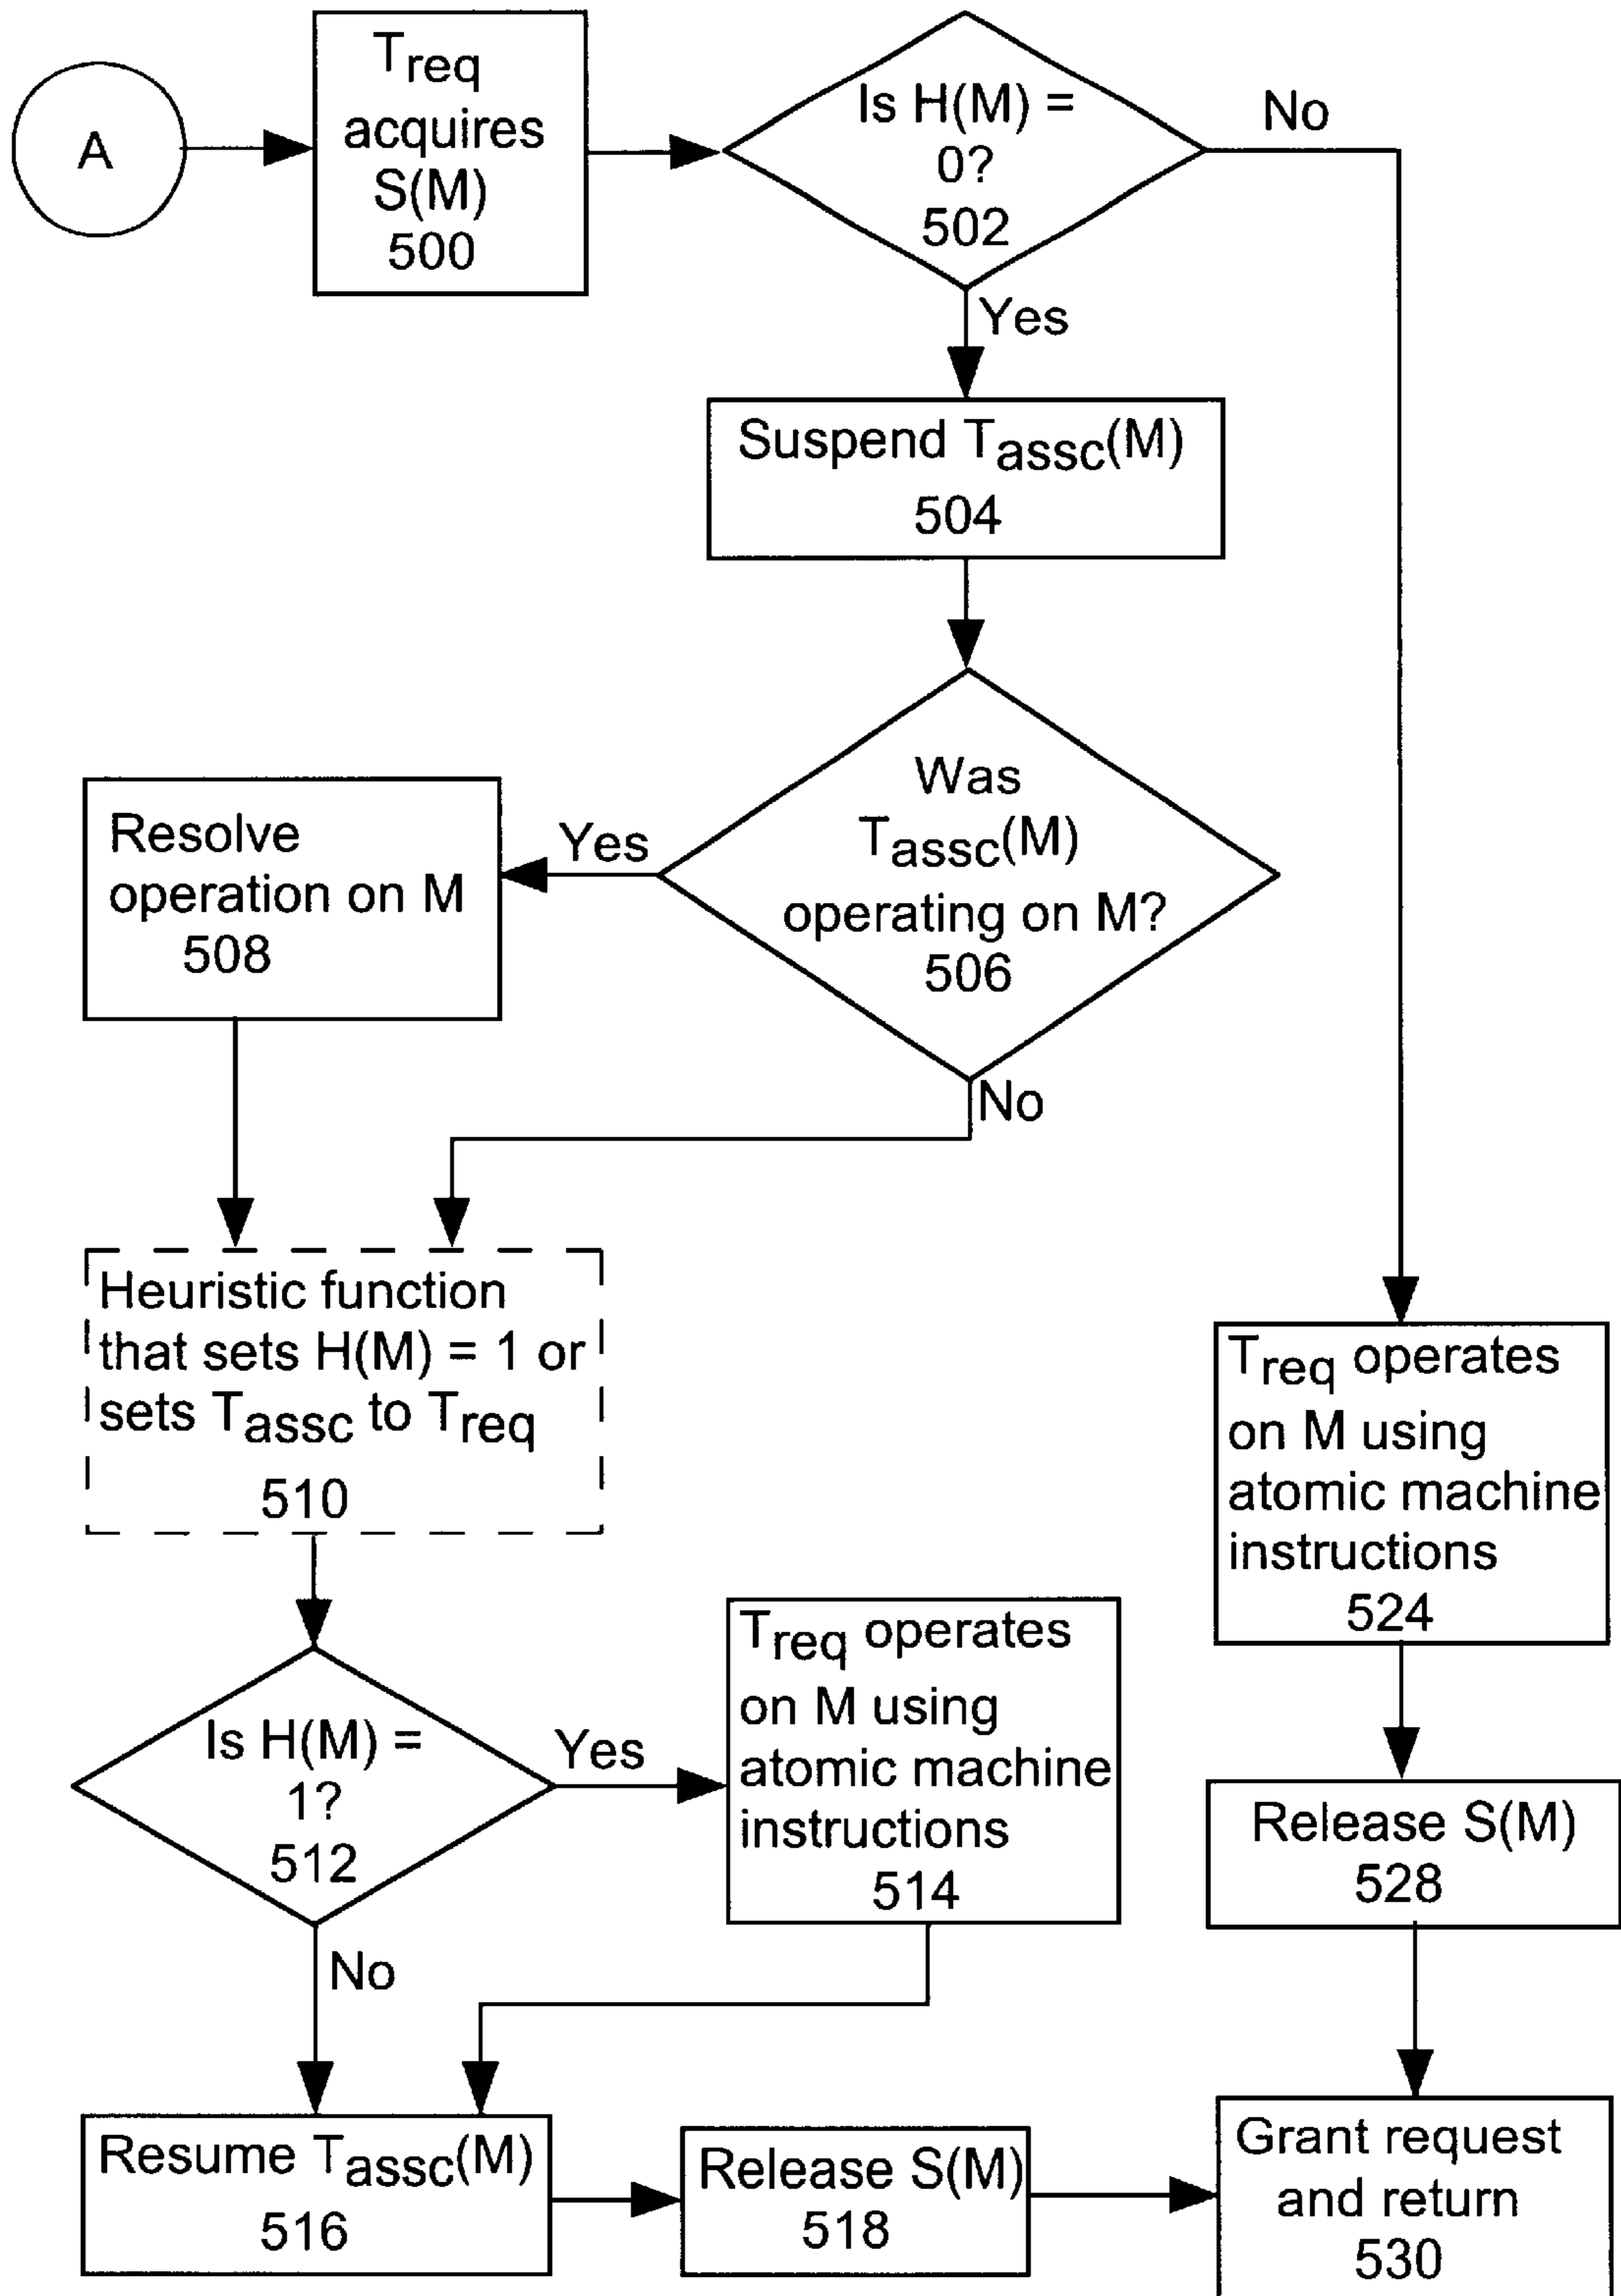 A
Treq
acquires
S(M)
500
Is H(M) =
0?
502
No
Yes
Suspend Tassc(M)
504
Was
Tassc(M)
operating on M?
506
Yes
No
Resolve
operation on M
508
Heuristic function
that sets H(M) = 1 or
sets Tassc to Treq
510
Is H(M) =
1?
512
Yes
No
Treq operates
on M using
atomic machine
instructions
514
Treq operates
on M using
atomic machine
instructions
524
Release S(M)
528
Resume Tassc(M)
516
Release S(M)
518
Grant request
and return
530